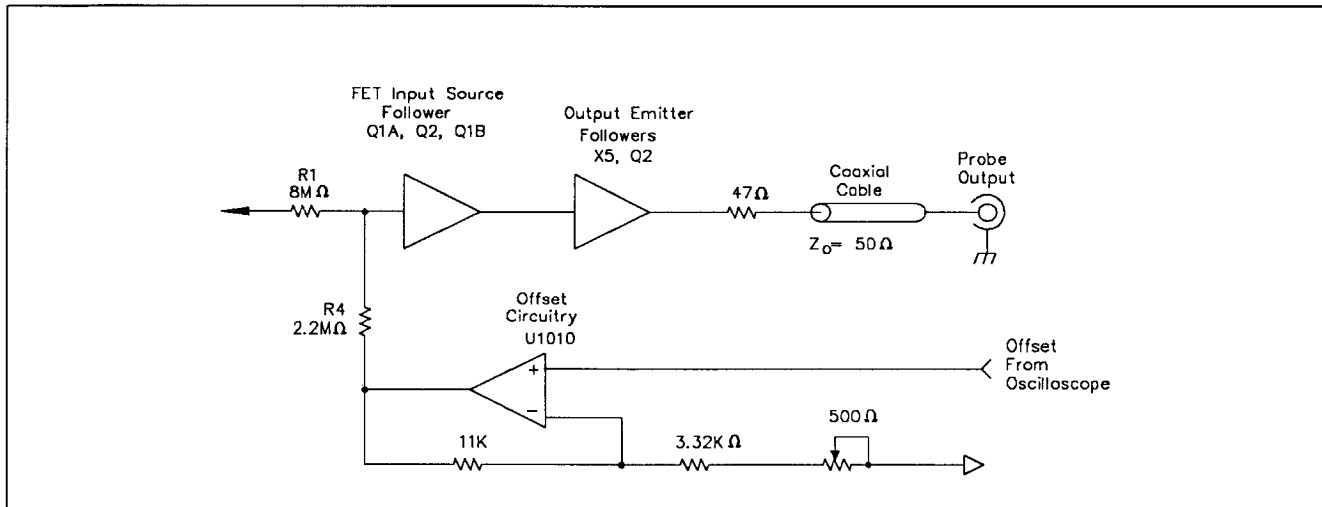 FET Input Source
Follower
Q1A, Q2, Q1B
Output Emitter
Followers
X5, Q2
R1
8MΩ
47Ω
Coaxial
Cable
Z₀= 50Ω
Probe
Output
R4
2.2MΩ
Offset
Circuitry
U1010
+
−
Offset
From
Oscilloscope
11K
3.32KΩ
500Ω